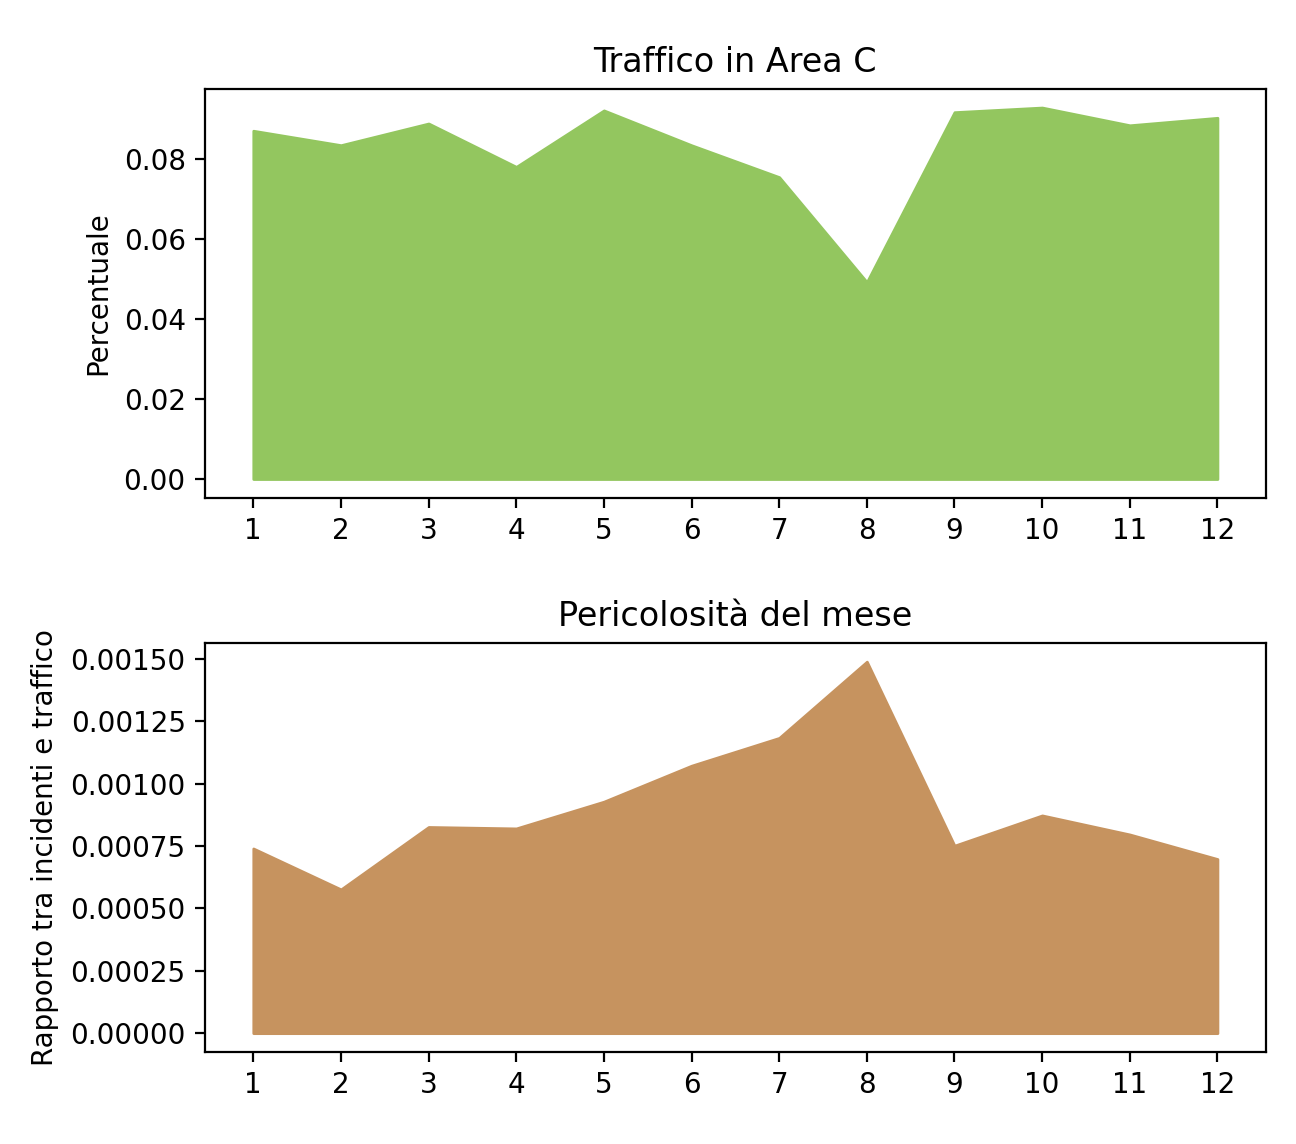 Traffico in Area C
Percentuale
0.08
0.06
0.04
0.02
0.00
1 2 3 4 5 6 7 8 9 10 11 12
Pericolosità del mese
Rapporto tra incidenti e traffico
0.00150
0.00125
0.00100
0.00075
0.00050
0.00025
0.00000
1 2 3 4 5 6 7 8 9 10 11 12